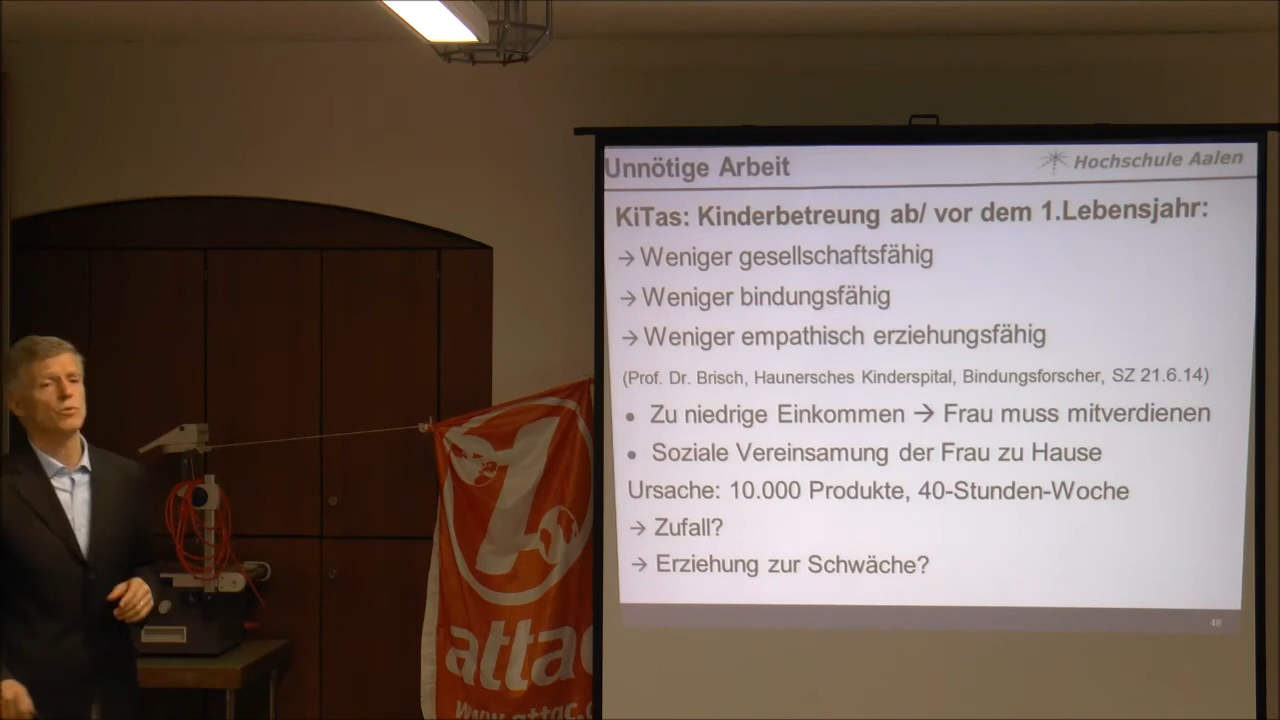 Unnötige Arbeit
Hochschule Aalen
KiTas: Kinderbetreung ab/ vor dem 1.Lebensjahr:
→ Weniger gesellschaftsfähig
→ Weniger bindungsfähig
→ Weniger empathisch erziehungsfähig
(Prof. Dr. Brisch, Haunersches Kinderspital, Bindungsforscher, SZ 21.6.14)
• Zu niedrige Einkommen → Frau muss mitverdienen
• Soziale Vereinsamung der Frau zu Hause
Ursache: 10.000 Produkte, 40-Stunden-Woche
→ Zufall?
→ Erziehung zur Schwäche?
48
attac